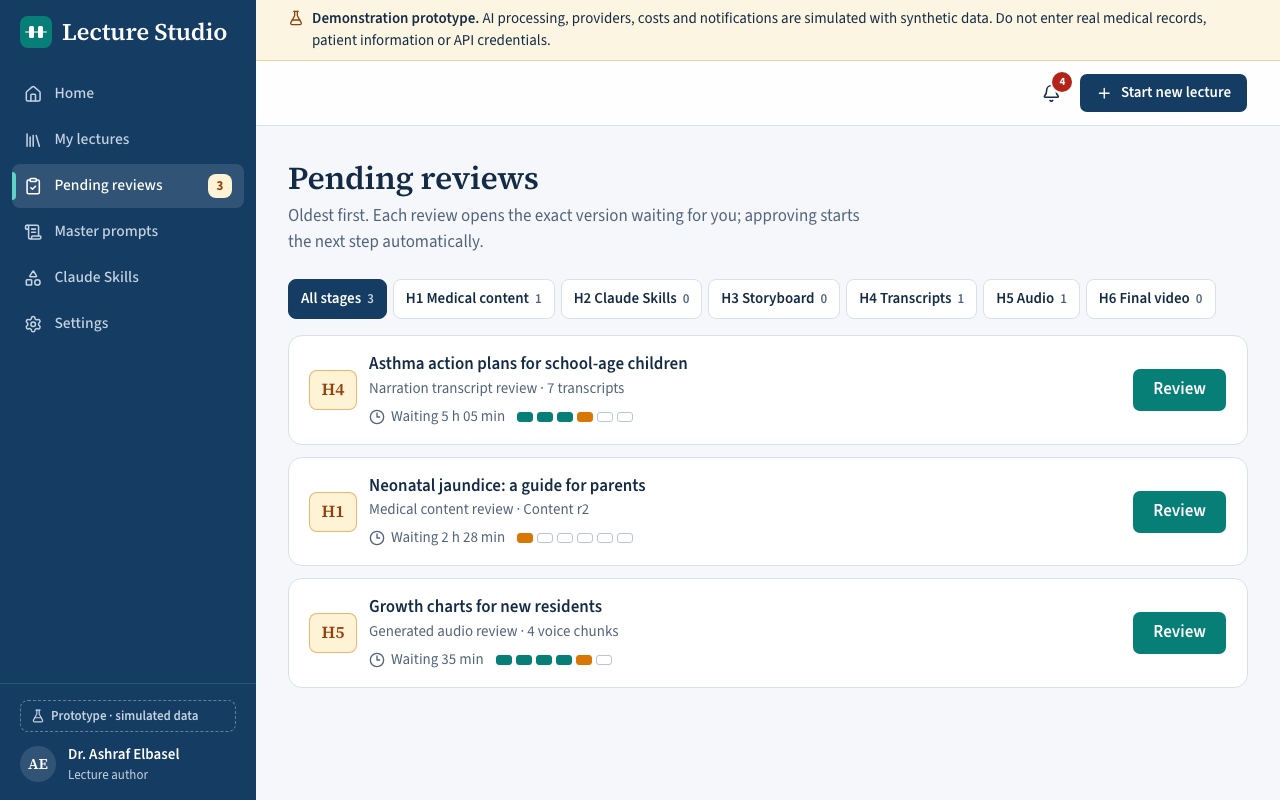 Lecture Studio
Home
My lectures
Pending reviews 3
Master prompts
Claude Skills
Settings
Prototype · simulated data
AE
Dr. Ashraf Elbasel
Lecture author
Demonstration prototype. AI processing, providers, costs and notifications are simulated with synthetic data. Do not enter real medical records,
patient information or API credentials.
4
Start new lecture
Pending reviews
Oldest first. Each review opens the exact version waiting for you; approving starts
the next step automatically.
All stages 3 H1 Medical content 1 H2 Claude Skills 0 H3 Storyboard 0 H4 Transcripts 1 H5 Audio 1 H6 Final video 0
H4
Asthma action plans for school-age children
Narration transcript review · 7 transcripts
Waiting 5 h 05 min
Review
H1
Neonatal jaundice: a guide for parents
Medical content review · Content r2
Waiting 2 h 28 min
Review
H5
Growth charts for new residents
Generated audio review · 4 voice chunks
Waiting 35 min
Review